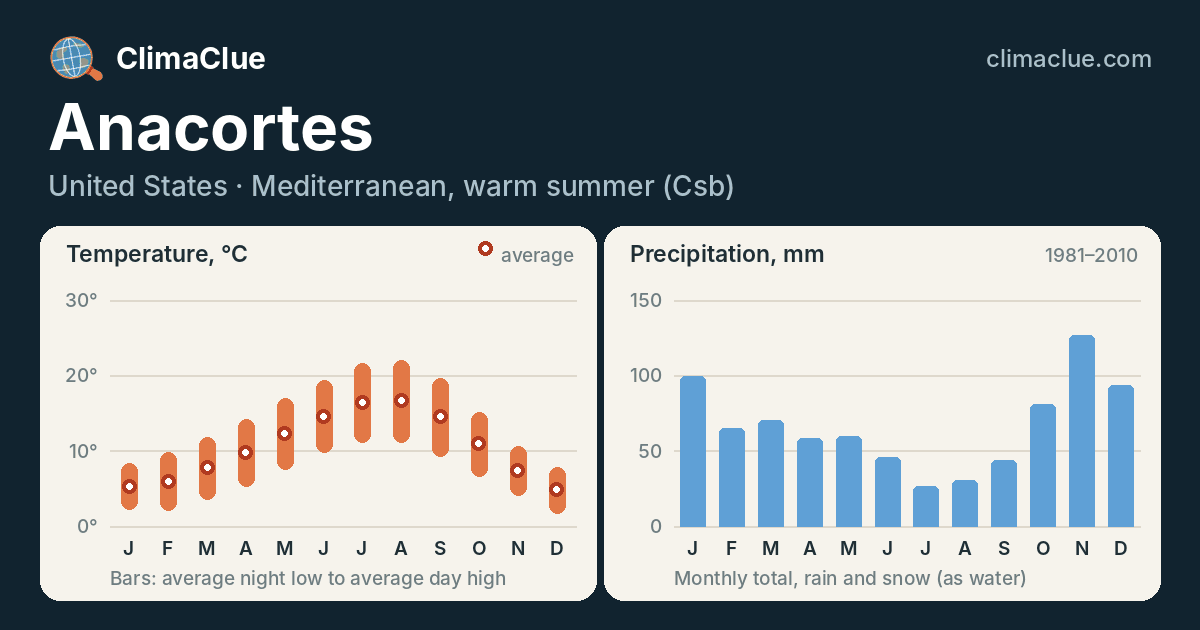 ClimaClue
climaclue.com
Anacortes
United States · Mediterranean, warm summer (Csb)
Temperature, °C
average
30°
20°
10°
0°
J F M A M J J A S O N D
Bars: average night low to average day high
Precipitation, mm
1981–2010
150
100
50
0
J F M A M J J A S O N D
Monthly total, rain and snow (as water)